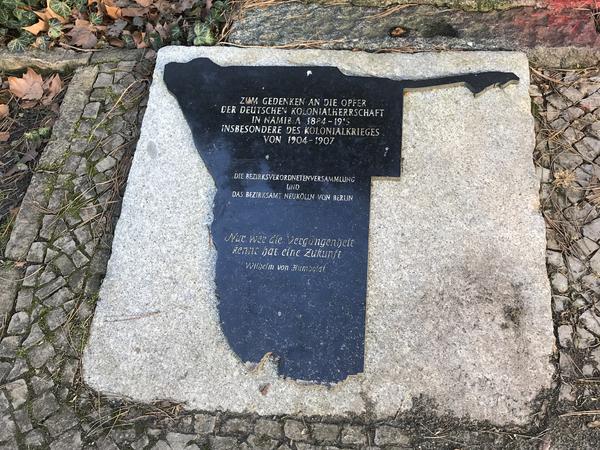 ZUM GEDENKEN AN DIE OPFER
DER DEUTSCHEN KOLONIALHERRSCHAFT
IN NAMIBIA 1884-1915
INSBESONDERE DES KOLONIALKRIEGES
VON 1904-1907
DIE BEZIRKSVERORDNETENVERSAMMLUNG
UND
DAS BEZIRKSAMT NEUKÖLLN VON BERLIN
Nur wer die Vergangenheit
kennt hat eine Zukunft
Wilhelm von Humboldt